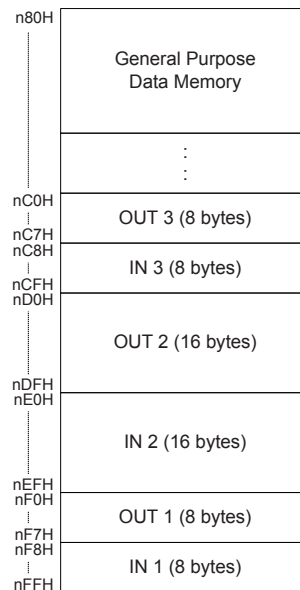 n80H
General Purpose
Data Memory
:
:
nC0H
OUT 3 (8 bytes)
nC7H
nC8H
IN 3 (8 bytes)
nCFH
nD0H
OUT 2 (16 bytes)
nDFH
nE0H
IN 2 (16 bytes)
nEFH
nF0H
OUT 1 (8 bytes)
nF7H
nF8H
IN 1 (8 bytes)
nFFH